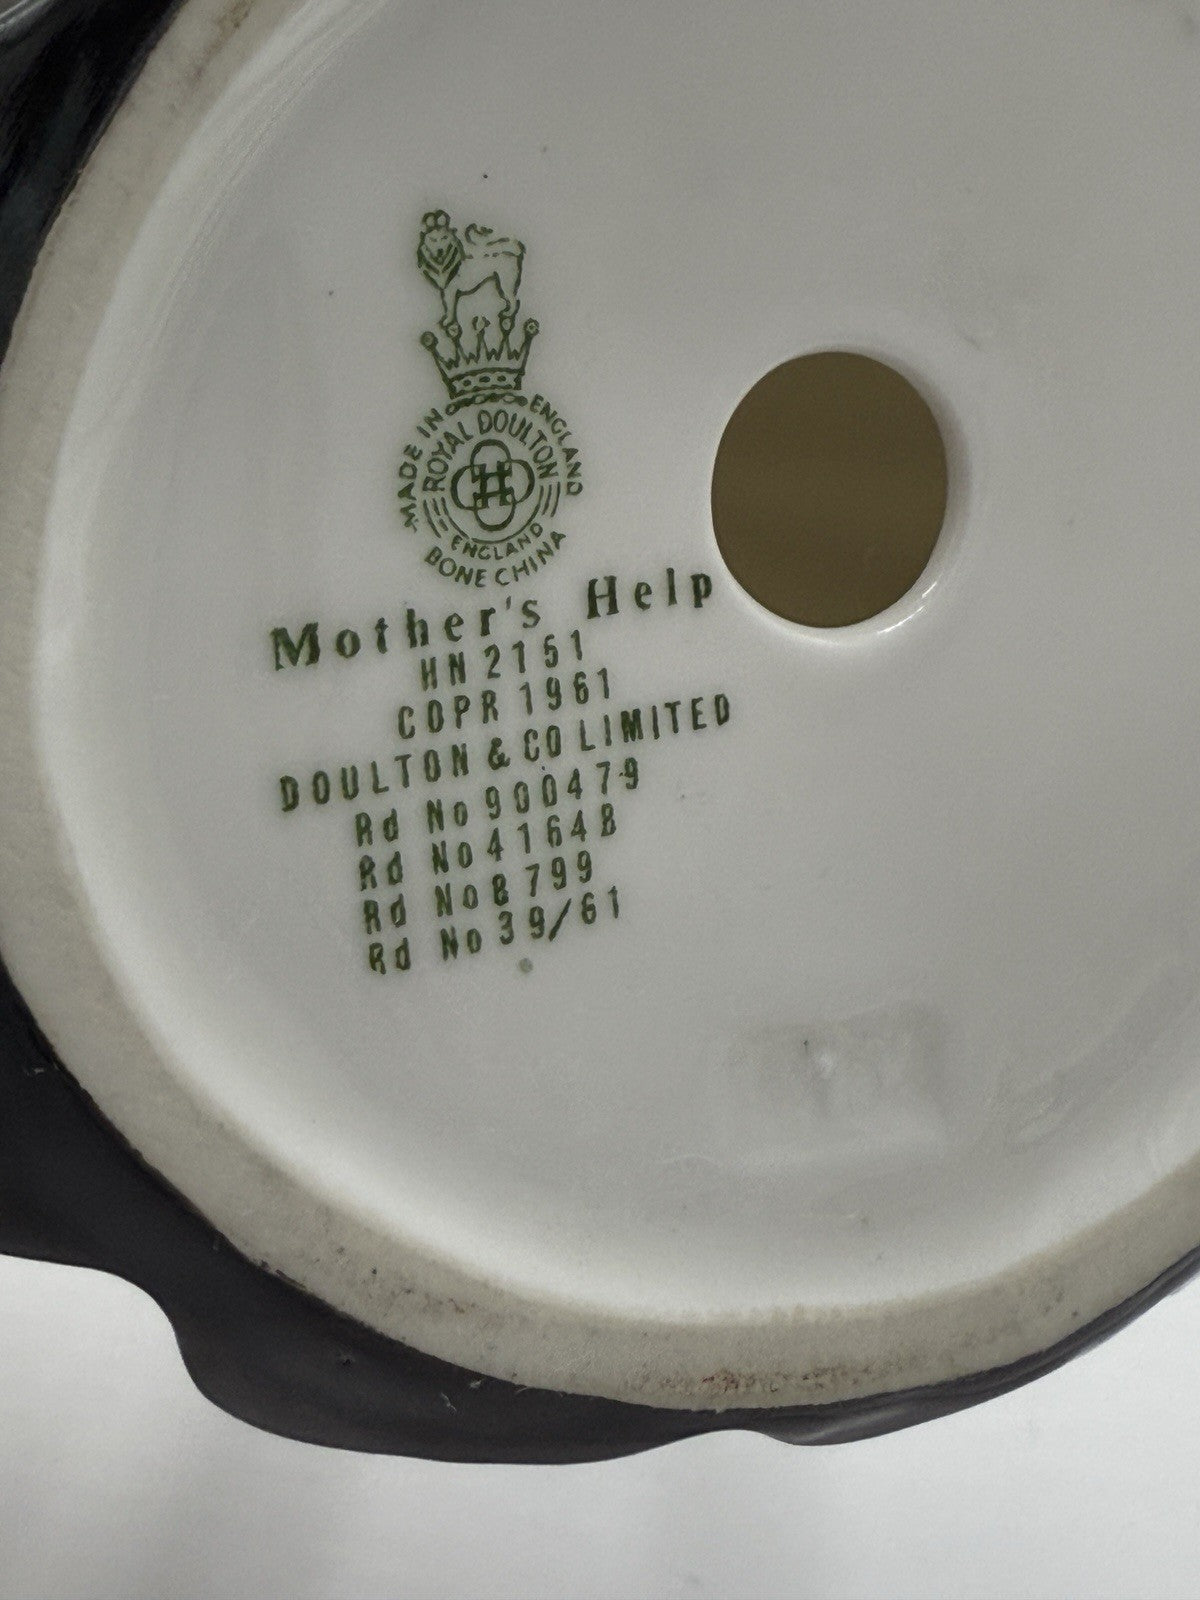 MADE IN ENGLAND
ROYAL DOULTON
ENGLAND
BONE CHINA
Mother's Help
HN 2151
COPR 1961
DOULTON & CO LIMITED
Rd No 900479
Rd No 41648
Rd No 8799
Rd No 39/61